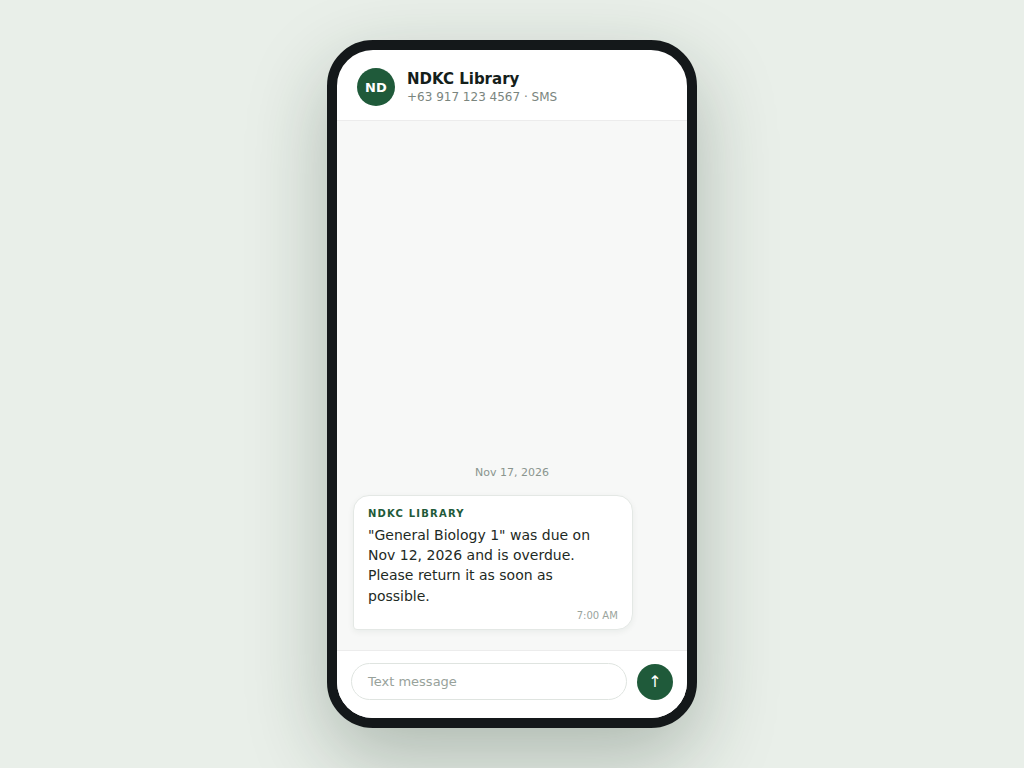 ND
NDKC Library
+63 917 123 4567 · SMS
Nov 17, 2026
NDKC LIBRARY
"General Biology 1" was due on
Nov 12, 2026 and is overdue.
Please return it as soon as
possible.
7:00 AM
Text message
↑